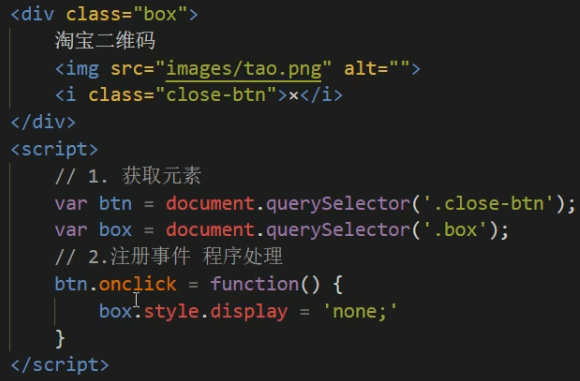 <div class="box">
淘宝二维码
<img src="images/tao.png" alt="">
<i class="close-btn">×</i>
</div>
<script>
// 1. 获取元素
var btn = document.querySelector('.close-btn');
var box = document.querySelector('.box');
// 2.注册事件 程序处理
btn.onclick = function() {
box.style.display = 'none;'
}
</script>